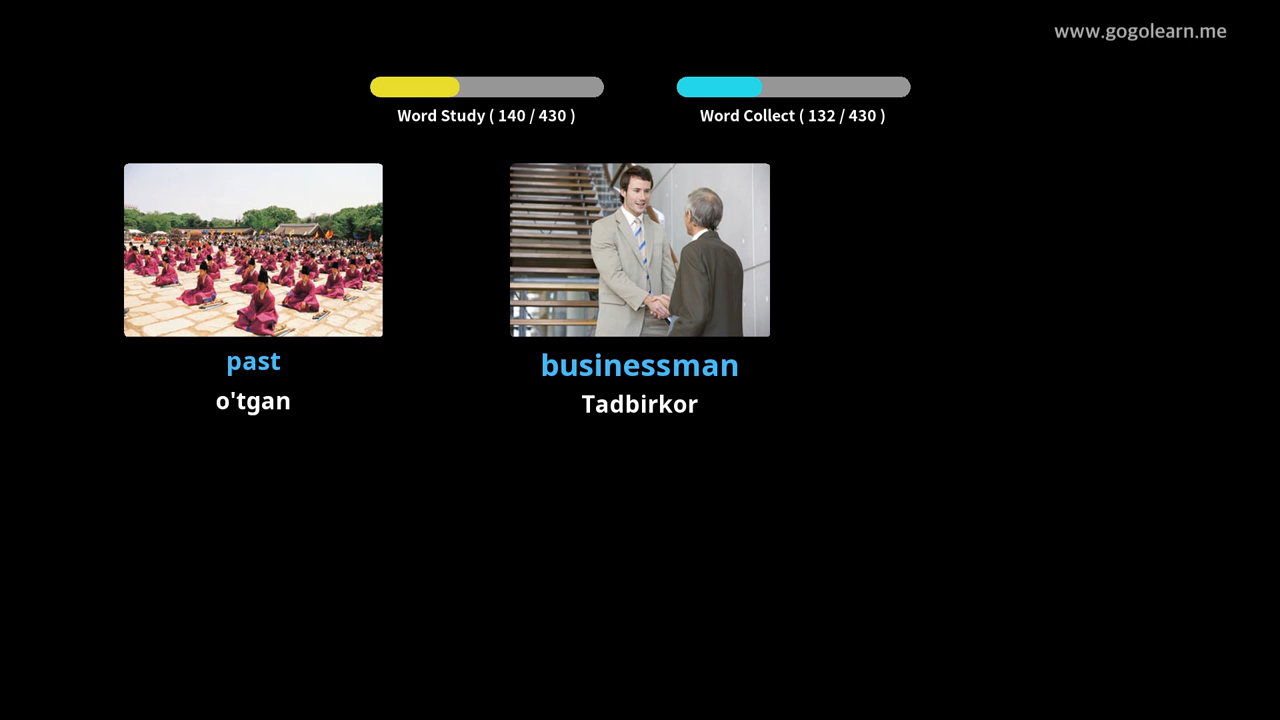 www.gogolearn.me
Word Study ( 140 / 430 )
Word Collect ( 132 / 430 )
past
o'tgan
businessman
Tadbirkor